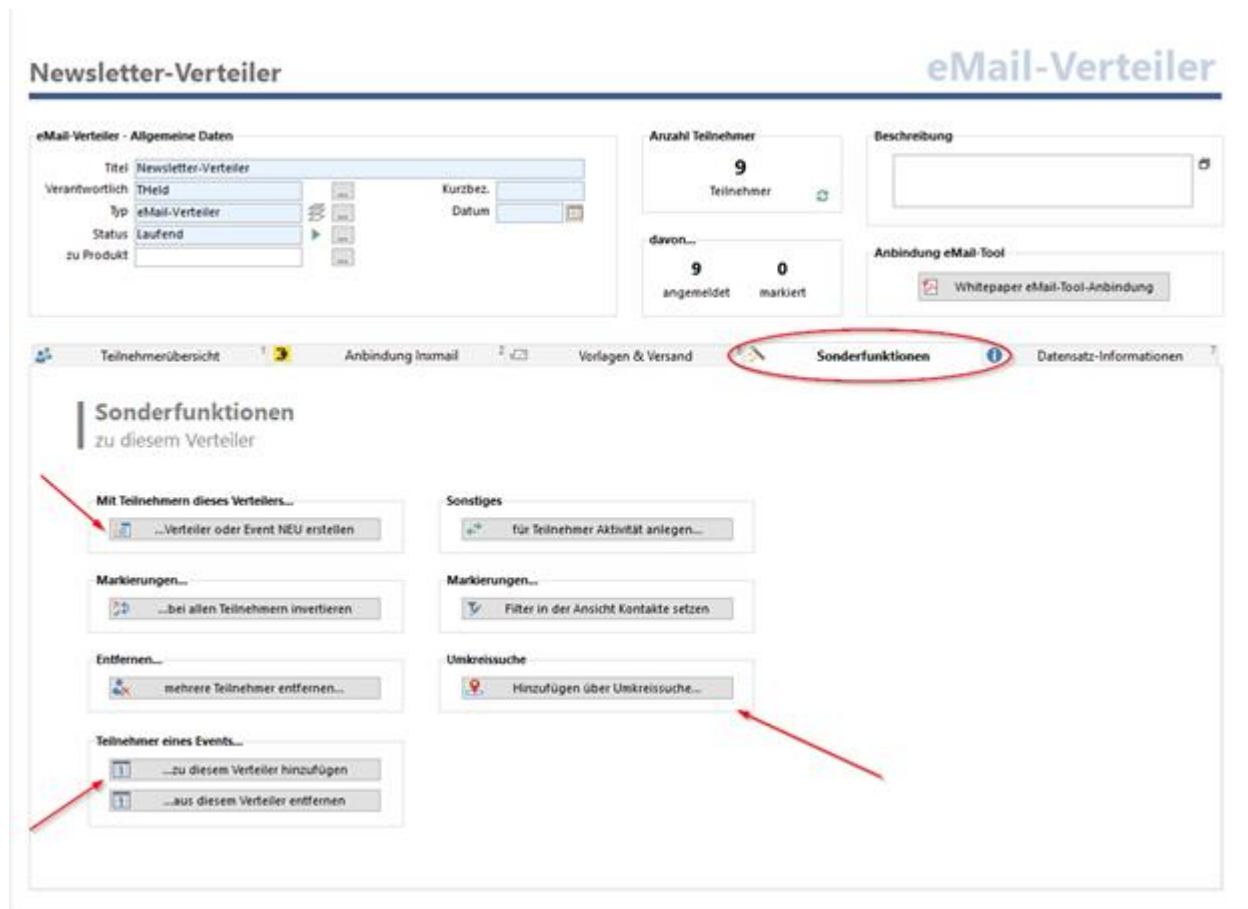 Newsletter-Verteiler
eMail-Verteiler
eMail-Verteiler - Allgemeine Daten
Titel Newsletter-Verteiler
Verantwortlich THeld ... Kurzbez.
Typ eMail-Verteiler ... Datum
Status Laufend ...
zu Produkt ...
Anzahl Teilnehmer
9
Teilnehmer
davon...
9 0
angemeldet markiert
Beschreibung
Anbindung eMail-Tool
Whitepaper eMail-Tool-Anbindung
Teilnehmerübersicht 1 Anbindung Inxmail 2 Vorlagen & Versand Sonderfunktionen Datensatz-Informationen 7
Sonderfunktionen
zu diesem Verteiler
Mit Teilnehmern dieses Verteilers...
...Verteiler oder Event NEU erstellen
Sonstiges
für Teilnehmer Aktivität anlegen...
Markierungen...
...bei allen Teilnehmern invertieren
Markierungen...
Filter in der Ansicht Kontakte setzen
Entfernen...
mehrere Teilnehmer entfernen...
Umkreissuche
Hinzufügen über Umkreissuche...
Teilnehmer eines Events...
...zu diesem Verteiler hinzufügen
...aus diesem Verteiler entfernen